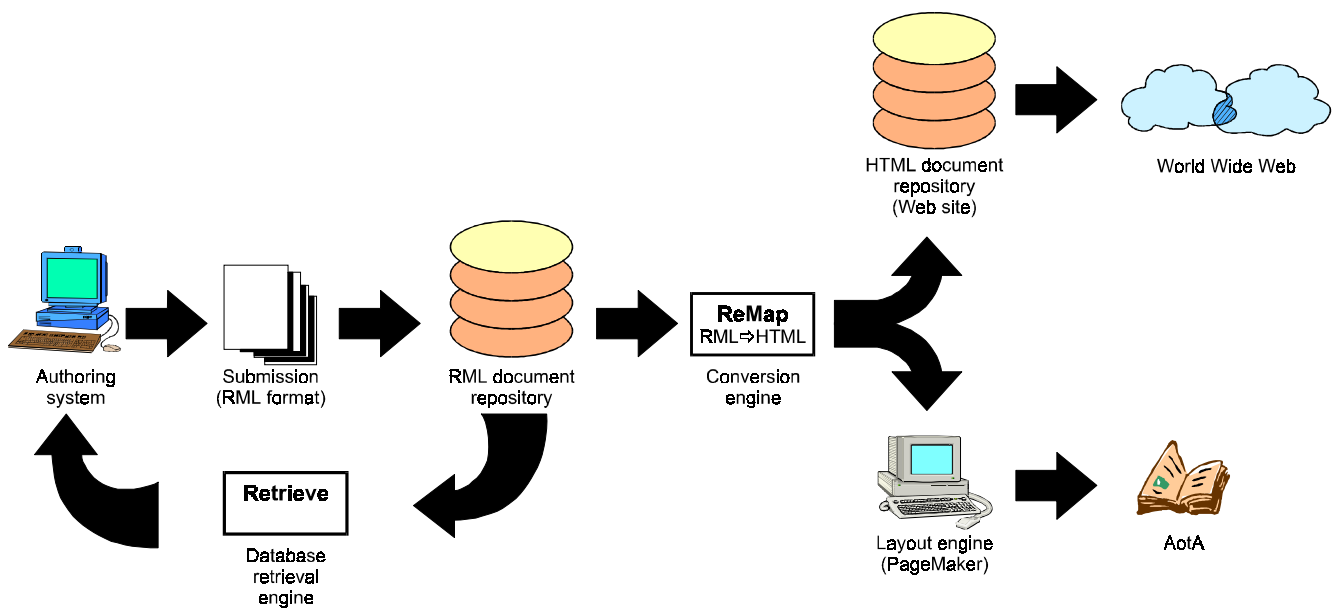 HTML document
repository
(Web site)
World Wide Web
Authoring
system
Submission
(RML format)
RML document
repository
ReMap
RML⇨HTML
Conversion
engine
Retrieve
Database
retrieval
engine
Layout engine
(PageMaker)
AotA